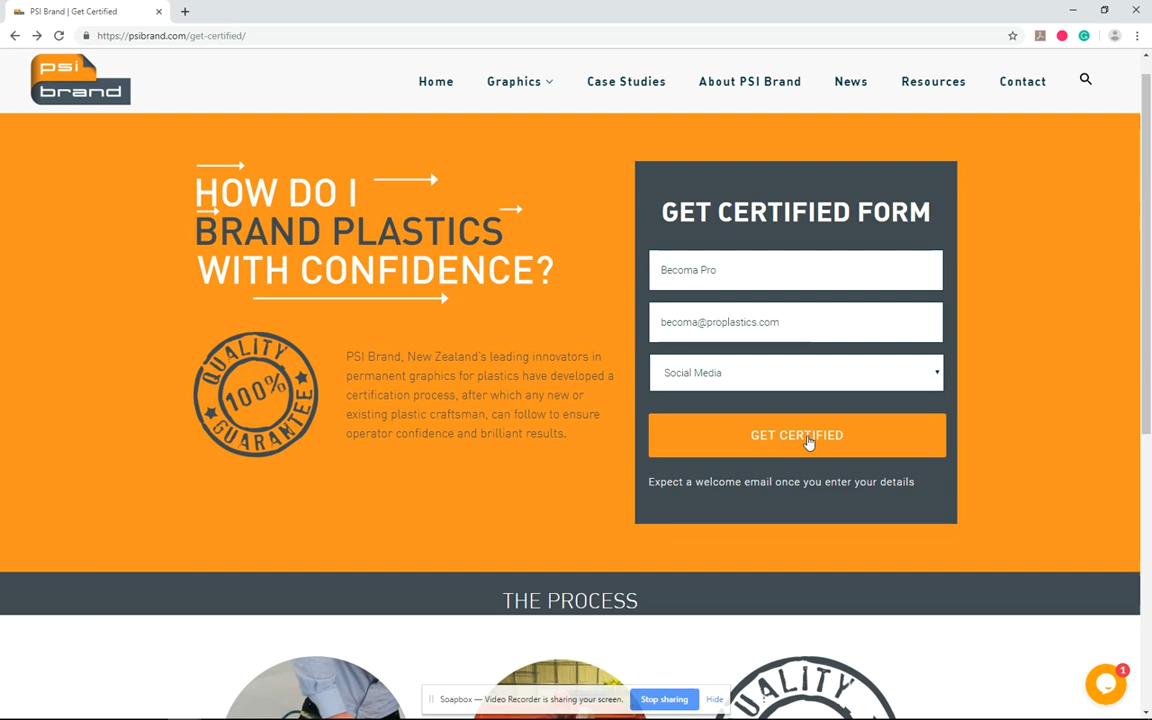 PSI Brand | Get Certified
https://psibrand.com/get-certified/
psi
brand
Home
Graphics
Case Studies
About PSI Brand
News
Resources
Contact
HOW DO I
BRAND PLASTICS
WITH CONFIDENCE?
QUALITY
100%
GUARANTEE
PSI Brand, New Zealand's leading innovators in
permanent graphics for plastics have developed a
certification process, after which any new or
existing plastic craftsman, can follow to ensure
operator confidence and brilliant results.
GET CERTIFIED FORM
Becoma Pro
becoma@proplastics.com
Social Media
GET CERTIFIED
Expect a welcome email once you enter your details
THE PROCESS
QUALITY
Soapbox — Video Recorder is sharing your screen.
Stop sharing
Hide
1